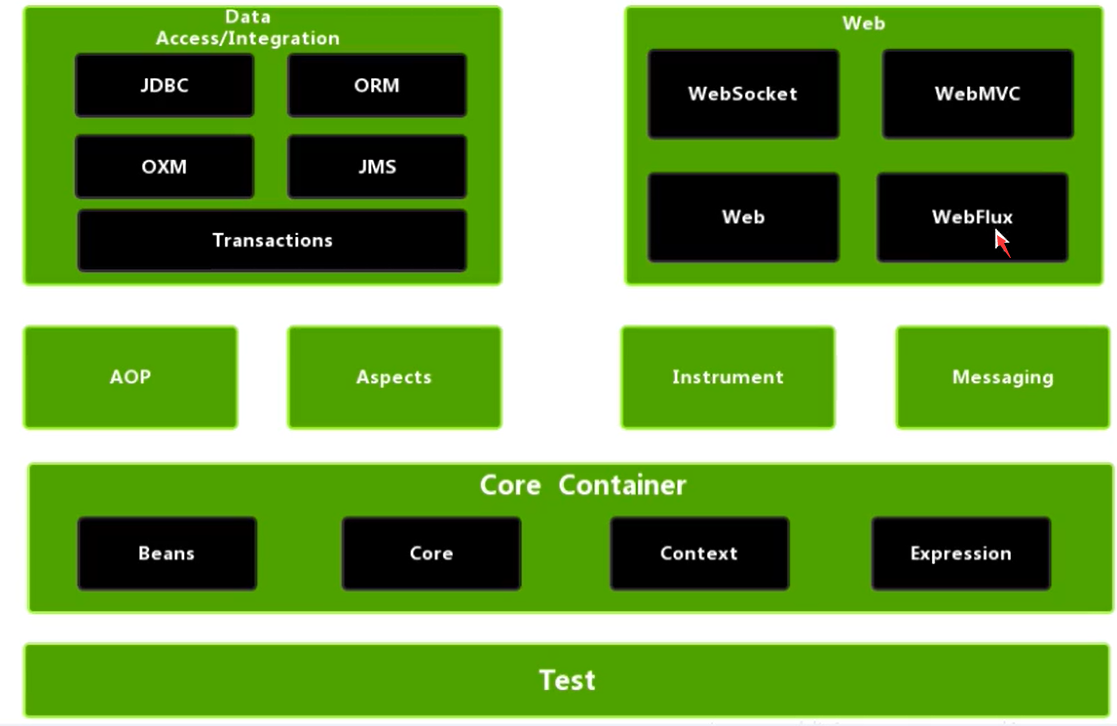 Data
Access/Integration
JDBC
ORM
OXM
JMS
Transactions
Web
WebSocket
WebMVC
Web
WebFlux
AOP
Aspects
Instrument
Messaging
Core Container
Beans
Core
Context
Expression
Test